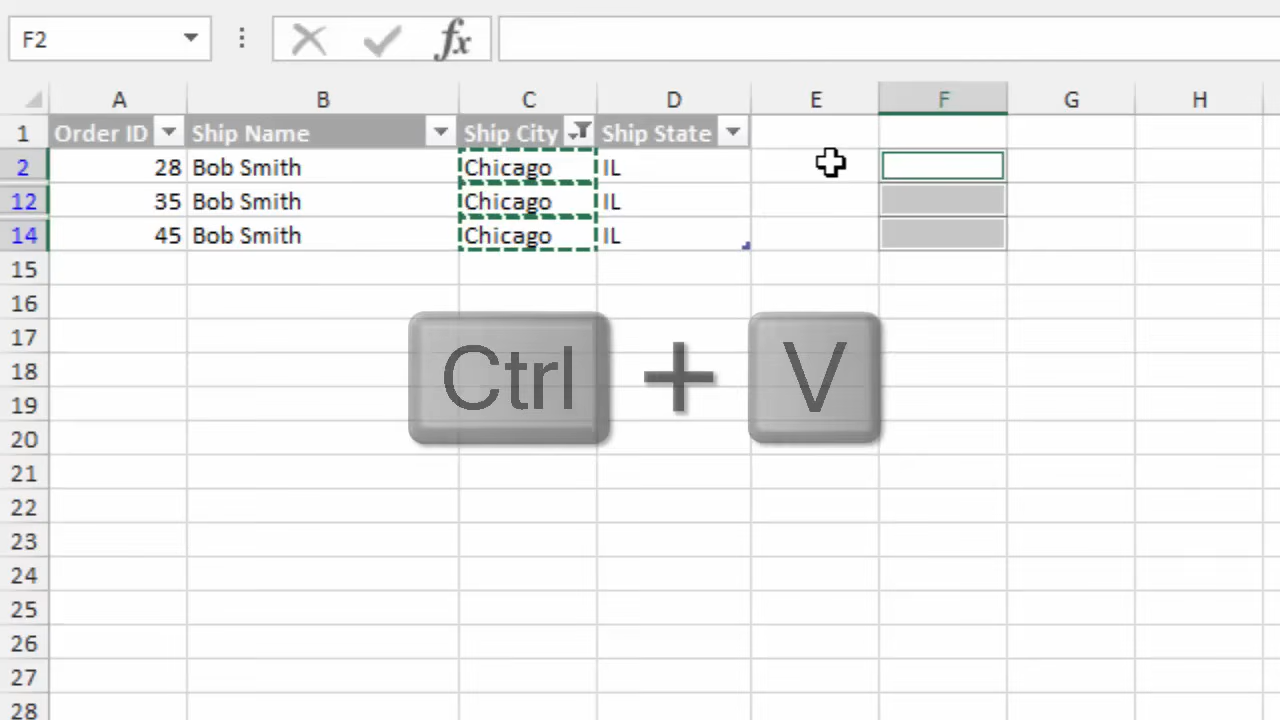 F2 fx
A B C D E F G H
1 Order ID Ship Name Ship City Ship State
2 28 Bob Smith Chicago IL
12 35 Bob Smith Chicago IL
14 45 Bob Smith Chicago IL
15
16
17
18
19
20
21
22
23
24
25
26
27
28
Ctrl + V